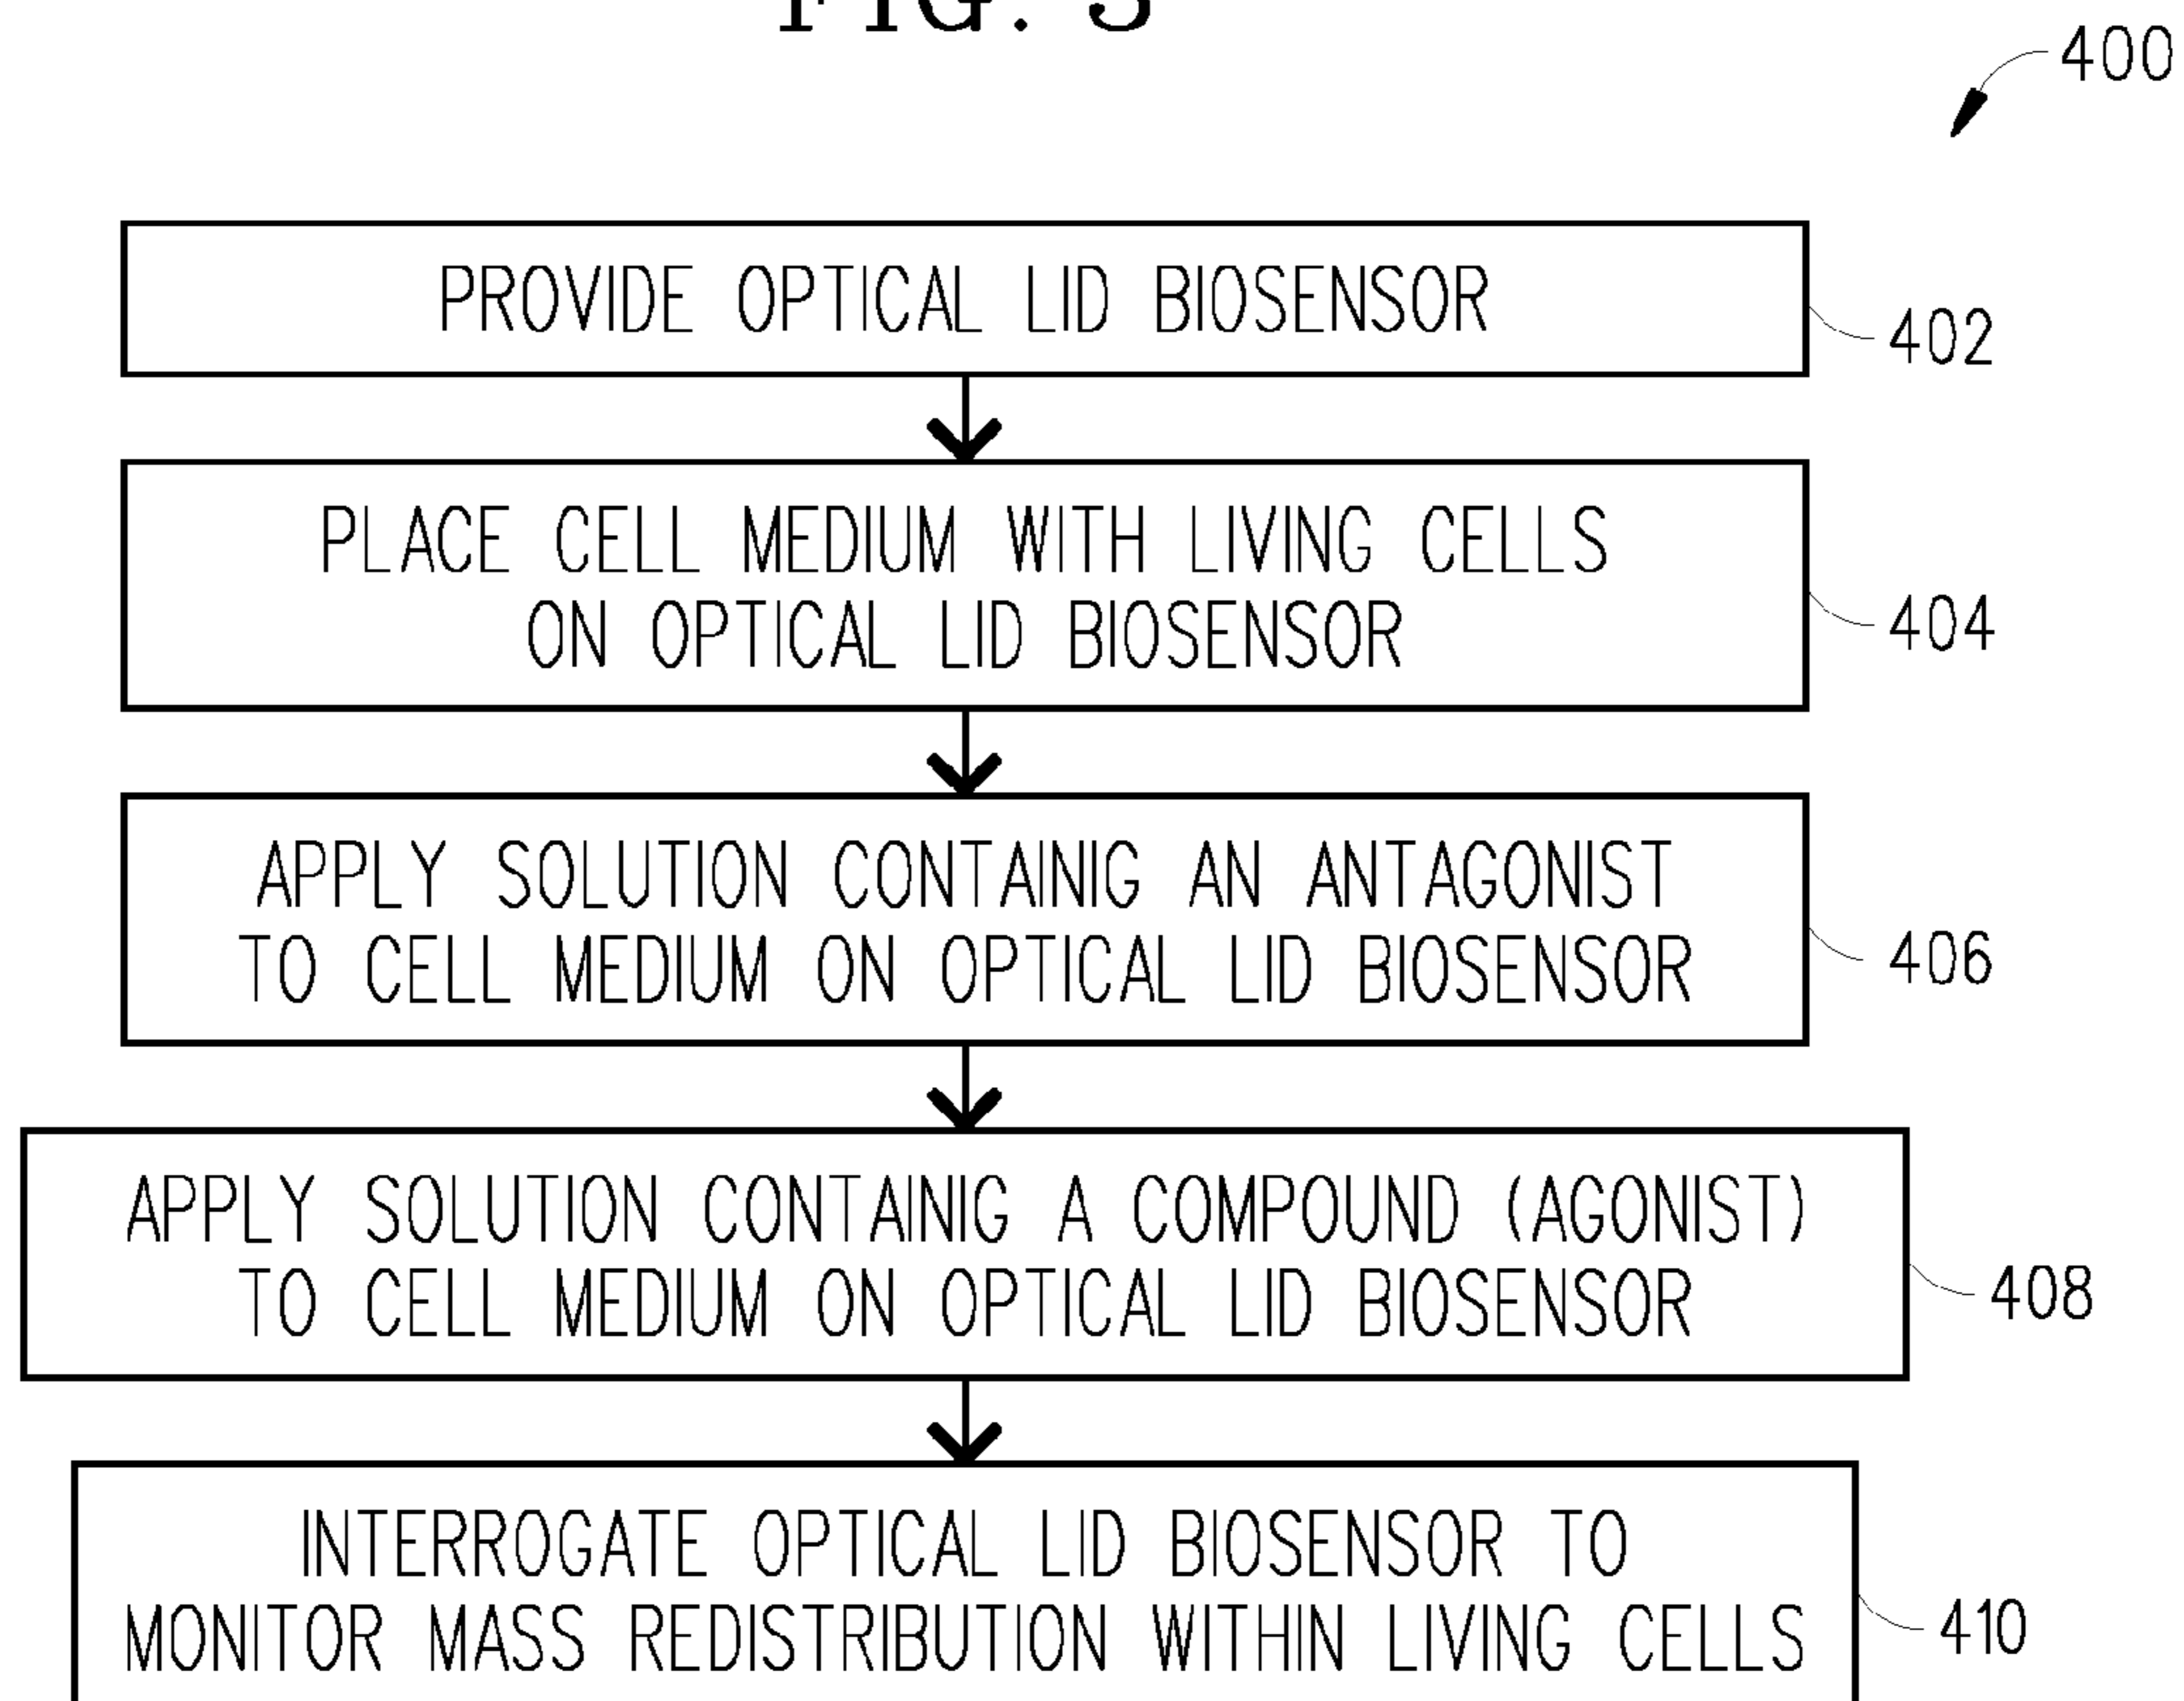 FIG. 3
400
PROVIDE OPTICAL LID BIOSENSOR
402
PLACE CELL MEDIUM WITH LIVING CELLS
ON OPTICAL LID BIOSENSOR
404
APPLY SOLUTION CONTAINIG AN ANTAGONIST
TO CELL MEDIUM ON OPTICAL LID BIOSENSOR
406
APPLY SOLUTION CONTAINIG A COMPOUND (AGONIST)
TO CELL MEDIUM ON OPTICAL LID BIOSENSOR
408
INTERROGATE OPTICAL LID BIOSENSOR TO
MONITOR MASS REDISTRIBUTION WITHIN LIVING CELLS
410